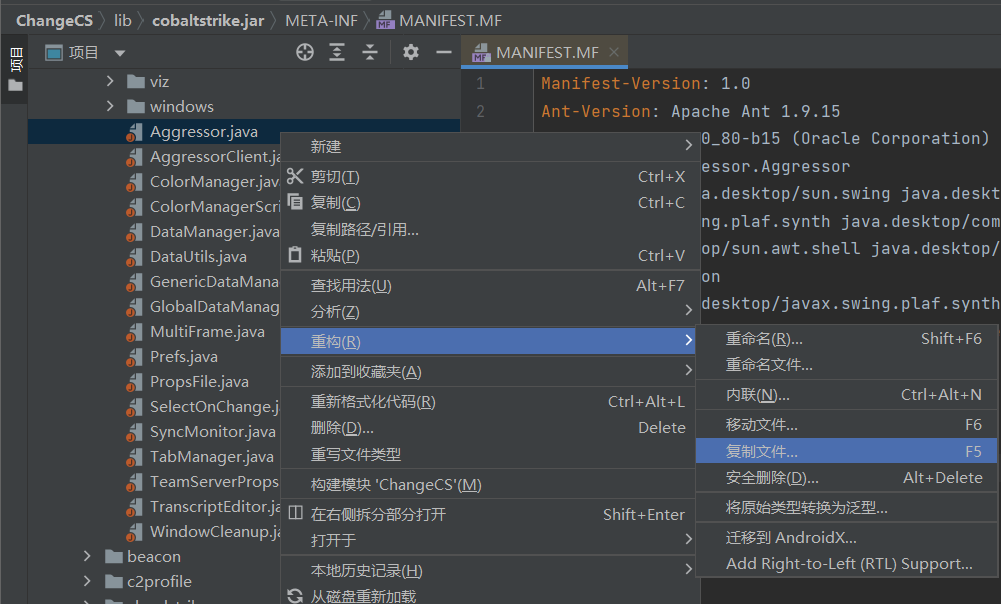 ChangeCS lib cobaltstrike.jar META-INF MANIFEST.MF
项目
项目
MANIFEST.MF
viz
windows
Aggressor.java
AggressorClient.ja
ColorManager.jav
ColorManagerScri
DataManager.java
DataUtils.java
GenericDataMana
GlobalDataManag
MultiFrame.java
Prefs.java
PropsFile.java
SelectOnChange.j
SyncMonitor.java
TabManager.java
TeamServerProps
TranscriptEditor.ja
WindowCleanup.ja
beacon
c2profile
1 Manifest-Version: 1.0
2 Ant-Version: Apache Ant 1.9.15
0_80-b15 (Oracle Corporation)
essor.Aggressor
a.desktop/sun.swing java.deskt
ng.plaf.synth java.desktop/com
op/sun.awt.shell java.desktop/
on
desktop/javax.swing.plaf.synth
新建
剪切(T) Ctrl+X
复制(C) Ctrl+C
复制路径/引用...
粘贴(P) Ctrl+V
查找用法(U) Alt+F7
分析(Z)
重构(R)
添加到收藏夹(A)
重新格式化代码(R) Ctrl+Alt+L
删除(D)... Delete
重写文件类型
构建模块 'ChangeCS'(M)
在右侧拆分部分打开 Shift+Enter
打开于
本地历史记录(H)
从磁盘重新加载
重命名(R)... Shift+F6
重命名文件...
内联(N)... Ctrl+Alt+N
移动文件... F6
复制文件... F5
安全删除(D)... Alt+Delete
将原始类型转换为泛型...
迁移到 AndroidX...
Add Right-to-Left (RTL) Support...